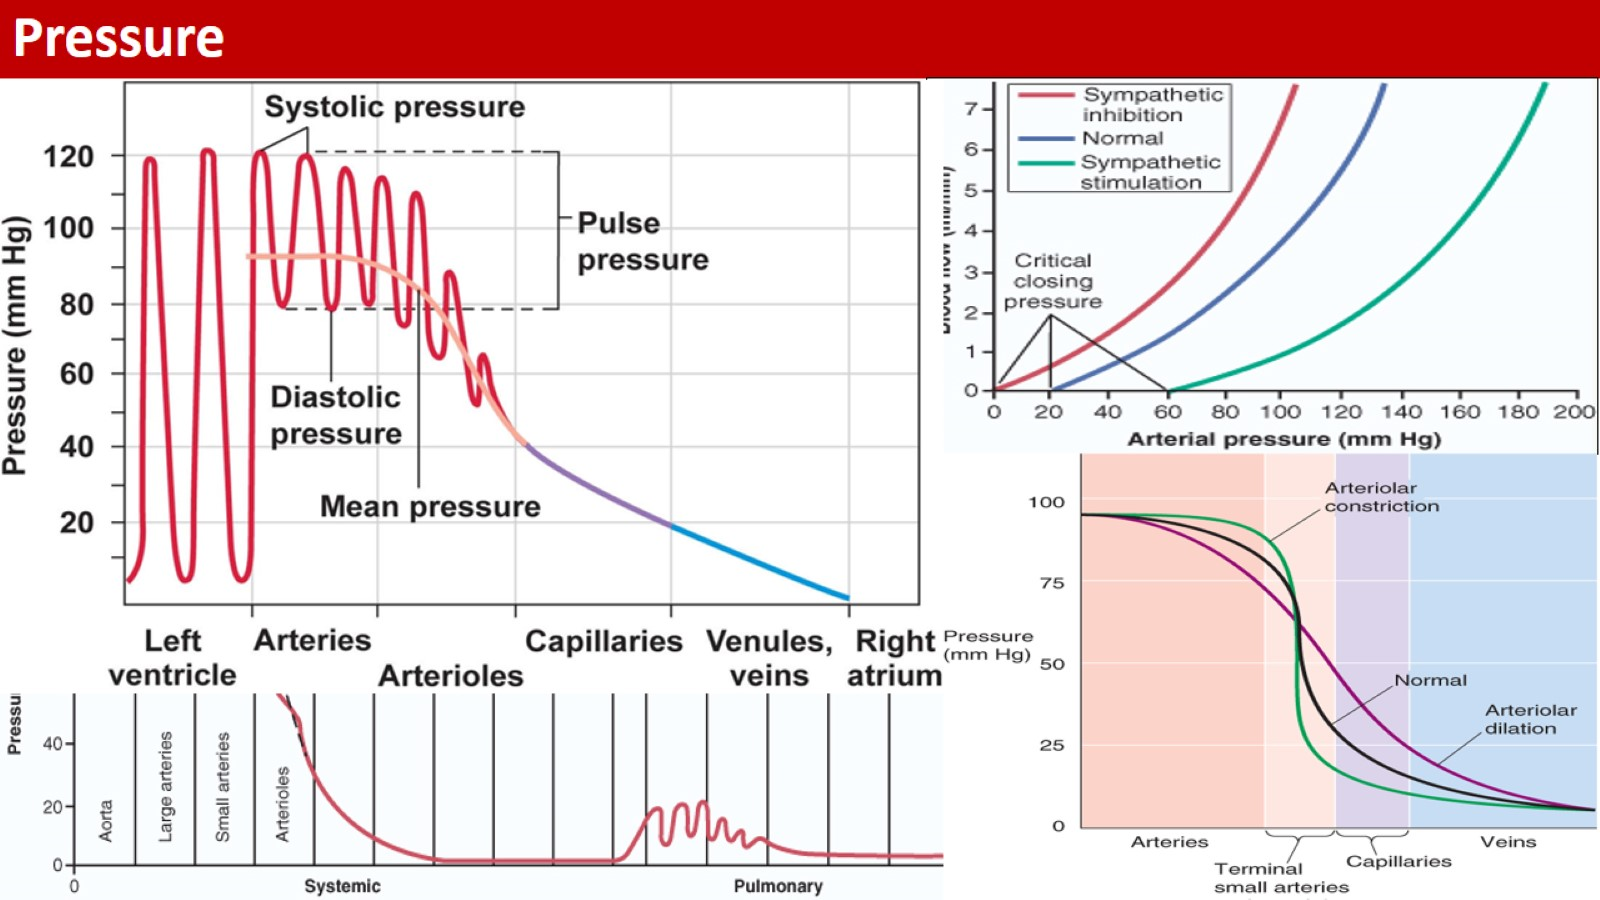 Pressure
Systolic pressure
Pulse
pressure
Diastolic
pressure
Mean pressure
Pressure (mm Hg)
120
100
80
60
40
20
Left
ventricle
Arteries
Arterioles
Capillaries
Venules,
veins
Right
atrium
Sympathetic
inhibition
Normal
Sympathetic
stimulation
Critical
closing
pressure
7
6
5
4
3
2
1
0
0 20 40 60 80 100 120 140 160 180 200
Arterial pressure (mm Hg)
Arteriolar
constriction
Normal
Arteriolar
dilation
Pressure
(mm Hg)
100
75
50
25
0
Arteries
Terminal
small arteries
Capillaries
Veins
Pressu
40
20
0
0
Aorta
Large arteries
Small arteries
Arterioles
Systemic
Pulmonary